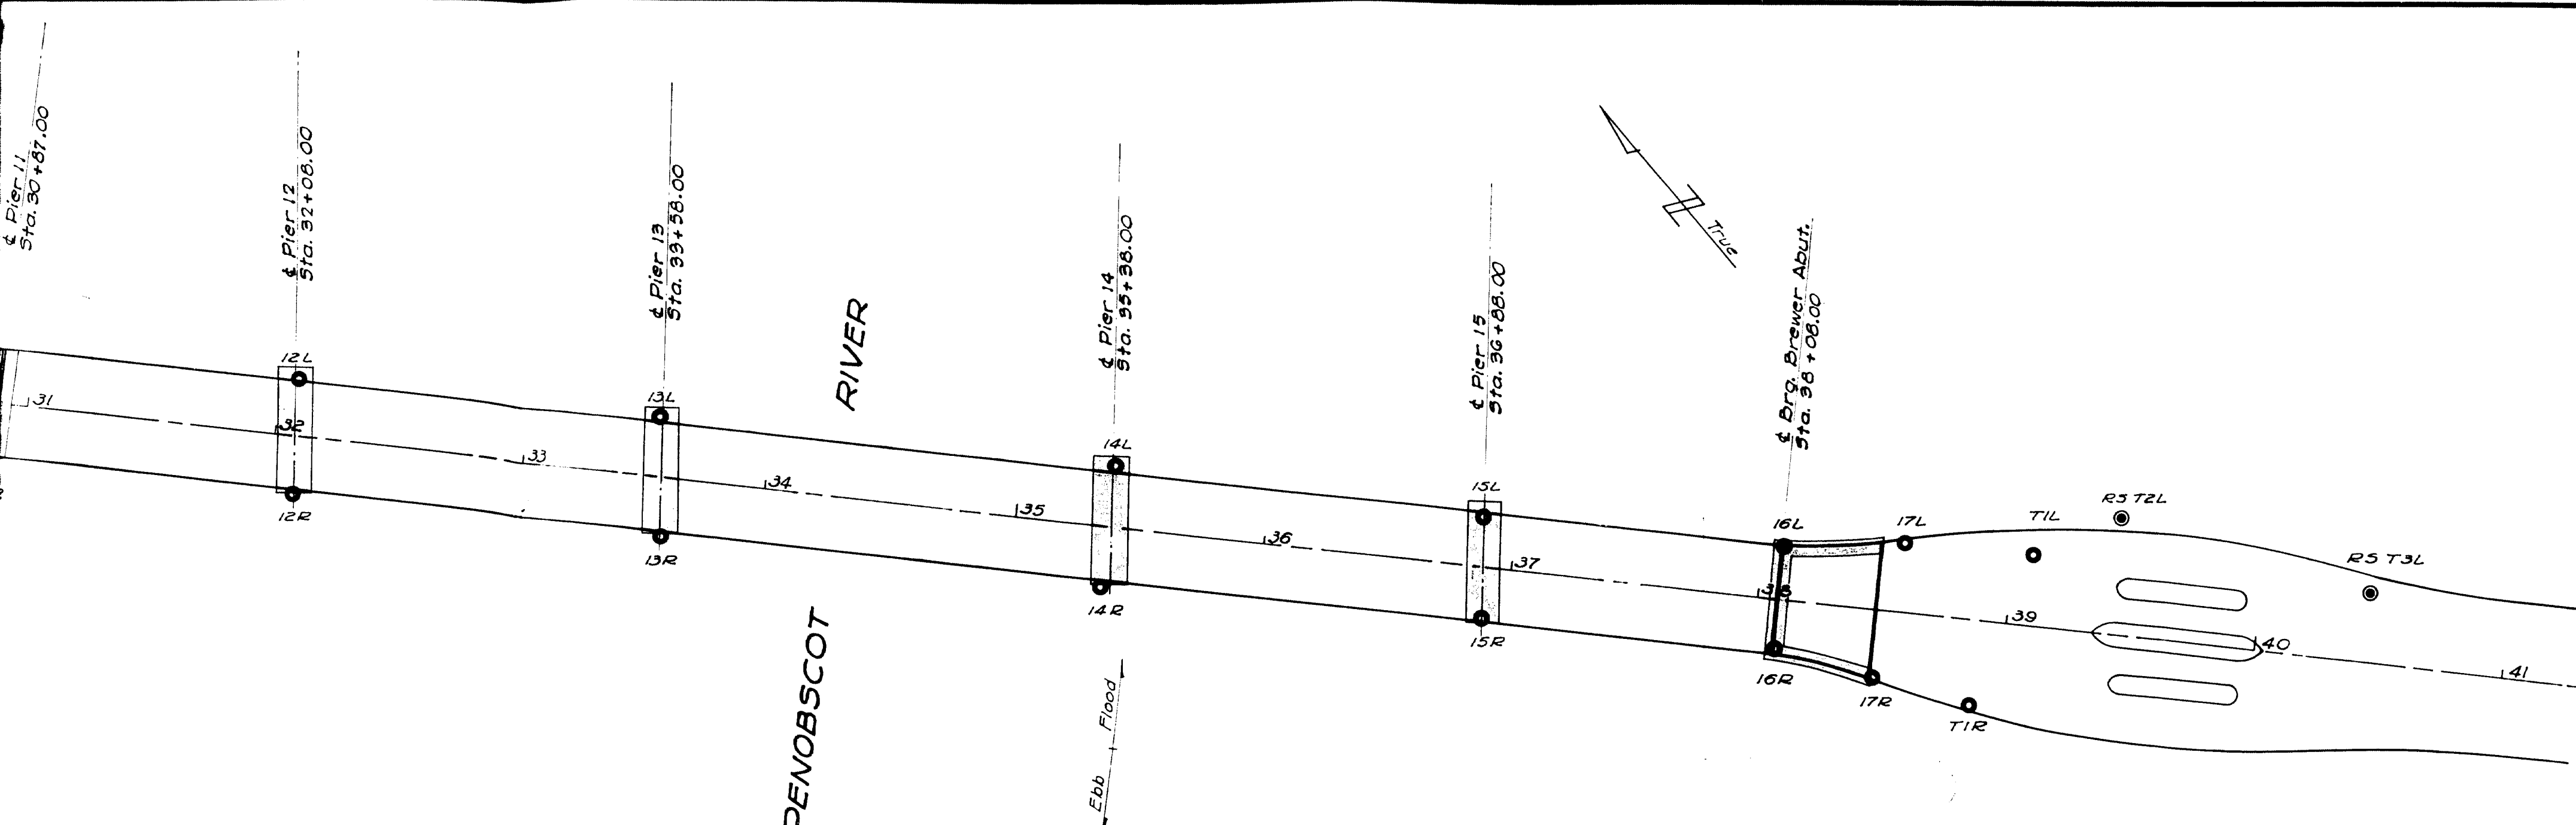 ℄ Pier 11
Sta. 30+87.00
℄ Pier 12
Sta. 32+08.00
℄ Pier 13
Sta. 33+58.00
℄ Pier 14
Sta. 35+38.00
℄ Pier 15
Sta. 36+88.00
℄ Brg. Brewer Abut.
Sta. 38+08.00
True
RIVER
PENOBSCOT
Flood
Ebb
12L
13L
14L
15L
16L
17L
T1L
RS T2L
RS T3L
31
32
33
34
35
36
37
38
39
40
41
12R
13R
14R
15R
16R
17R
T1R